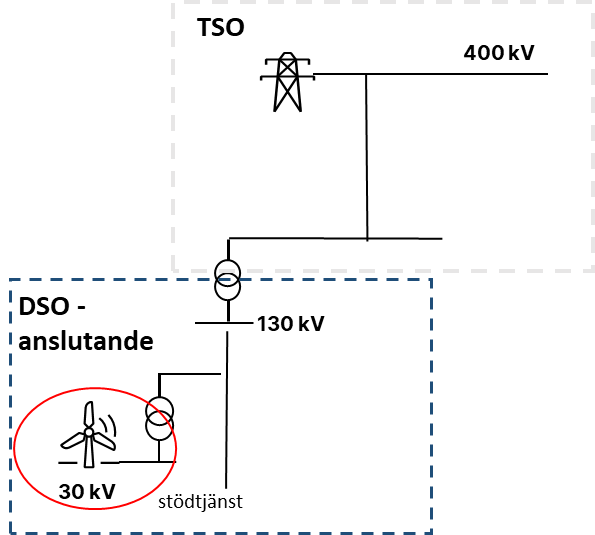 TSO
400 kV
DSO -
anslutande
130 kV
30 kV
stödtjänst